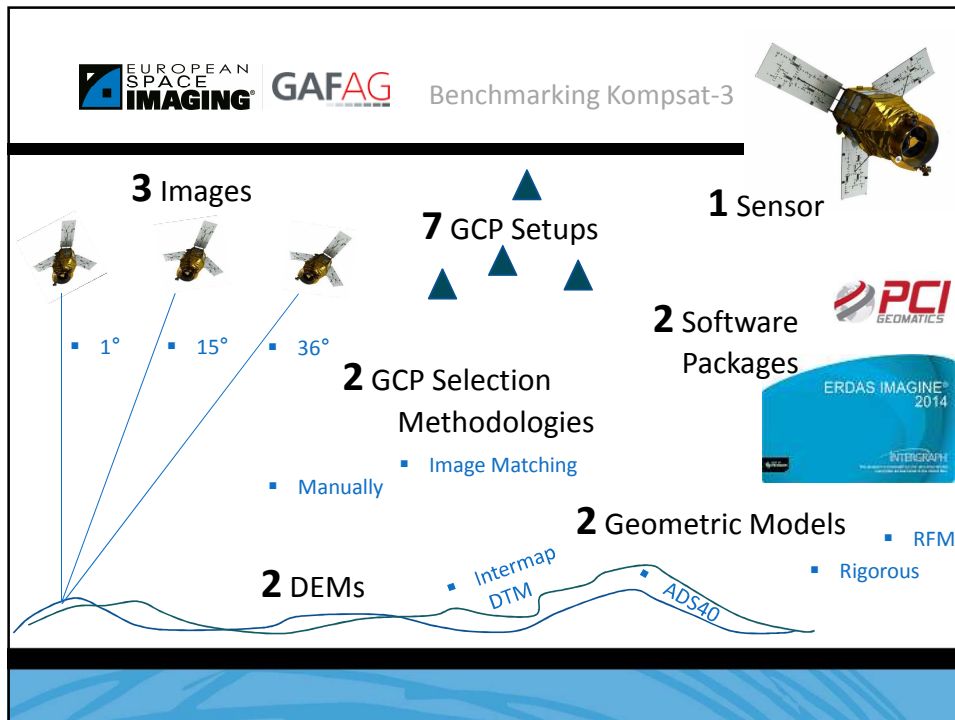 EUROPEAN
SPACE
IMAGING®
GAFAG
Benchmarking Kompsat-3
3 Images
7 GCP Setups
1 Sensor
1°
15°
36°
2 Software
Packages
PCI
GEOMATICS
ERDAS IMAGINE®
2014
INTERGRAPH
2 GCP Selection
Methodologies
Image Matching
Manually
2 Geometric Models
RFM
Rigorous
2 DEMs
Intermap
DTM
ADS40